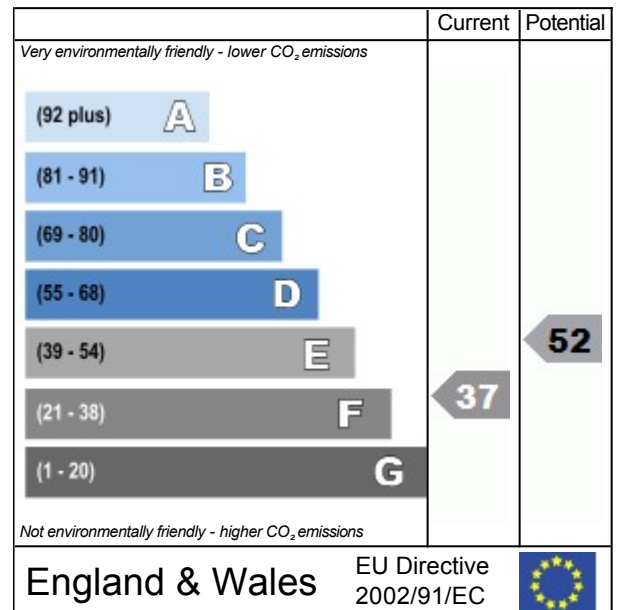 Current Potential
Very environmentally friendly - lower CO₂ emissions
(92 plus) A
(81 - 91) B
(69 - 80) C
(55 - 68) D
(39 - 54) E
52
(21 - 38) F
37
(1 - 20) G
Not environmentally friendly - higher CO₂ emissions
England & Wales
EU Directive
2002/91/EC